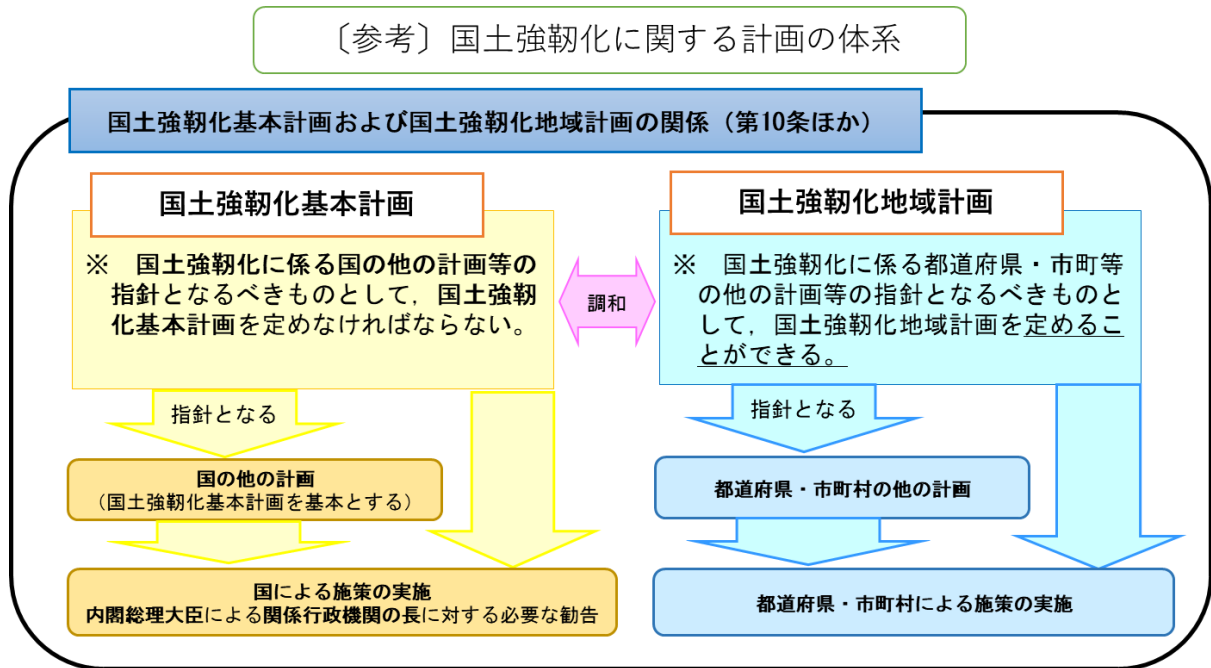 〔参考〕国土強靭化に関する計画の体系
国土強靭化基本計画および国土強靭化地域計画の関係（第10条ほか）
国土強靭化基本計画
※　国土強靭化に係る国の他の計画等の
指針となるべきものとして，国土強靭
化基本計画を定めなければならない。
調和
国土強靭化地域計画
※　国土強靭化に係る都道府県・市町等
の他の計画等の指針となるべきものと
して，国土強靭化地域計画を定めるこ
とができる。
指針となる
指針となる
国の他の計画
（国土強靭化基本計画を基本とする）
都道府県・市町村の他の計画
国による施策の実施
内閣総理大臣による関係行政機関の長に対する必要な勧告
都道府県・市町村による施策の実施